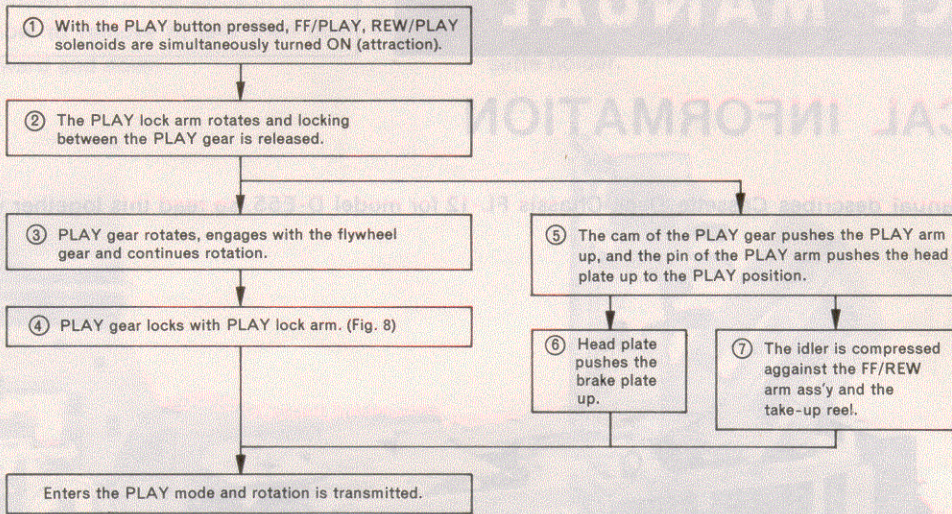 ① With the PLAY button pressed, FF/PLAY, REW/PLAY
solenoids are simultaneously turned ON (attraction).
② The PLAY lock arm rotates and locking
between the PLAY gear is released.
③ PLAY gear rotates, engages with the flywheel
gear and continues rotation.
④ PLAY gear locks with PLAY lock arm. (Fig. 8)
⑤ The cam of the PLAY gear pushes the PLAY arm
up, and the pin of the PLAY arm pushes the head
plate up to the PLAY position.
⑥ Head plate
pushes the
brake plate
up.
⑦ The idler is compressed
aggainst the FF/REW
arm ass'y and the
take-up reel.
Enters the PLAY mode and rotation is transmitted.